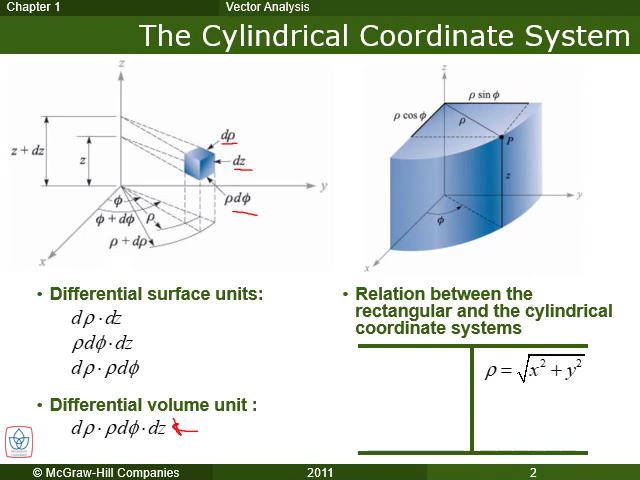 Chapter 1
Vector Analysis
The Cylindrical Coordinate System
z
z + dz
z
dρ
dz
ρdϕ
y
ϕ
ϕ + dϕ
ρ
ρ + dρ
x
z
ρ sin ϕ
ρ cos ϕ
ρ
P
z
y
ϕ
x
• Differential surface units:
dρ · dz
ρdϕ · dz
dρ · ρdϕ
• Differential volume unit :
dρ · ρdϕ · dz
• Relation between the
rectangular and the cylindrical
coordinate systems
ρ = √(x² + y²)
© McGraw-Hill Companies
2011
2